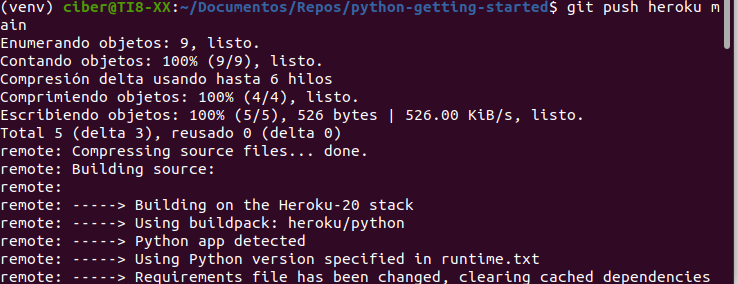 (venv) ciber@TI8-XX:~/Documentos/Repos/python-getting-started$ git push heroku m
ain
Enumerando objetos: 9, listo.
Contando objetos: 100% (9/9), listo.
Compresión delta usando hasta 6 hilos
Comprimiendo objetos: 100% (4/4), listo.
Escribiendo objetos: 100% (5/5), 526 bytes | 526.00 KiB/s, listo.
Total 5 (delta 3), reusado 0 (delta 0)
remote: Compressing source files... done.
remote: Building source:
remote:
remote: -----> Building on the Heroku-20 stack
remote: -----> Using buildpack: heroku/python
remote: -----> Python app detected
remote: -----> Using Python version specified in runtime.txt
remote: -----> Requirements file has been changed, clearing cached dependencies